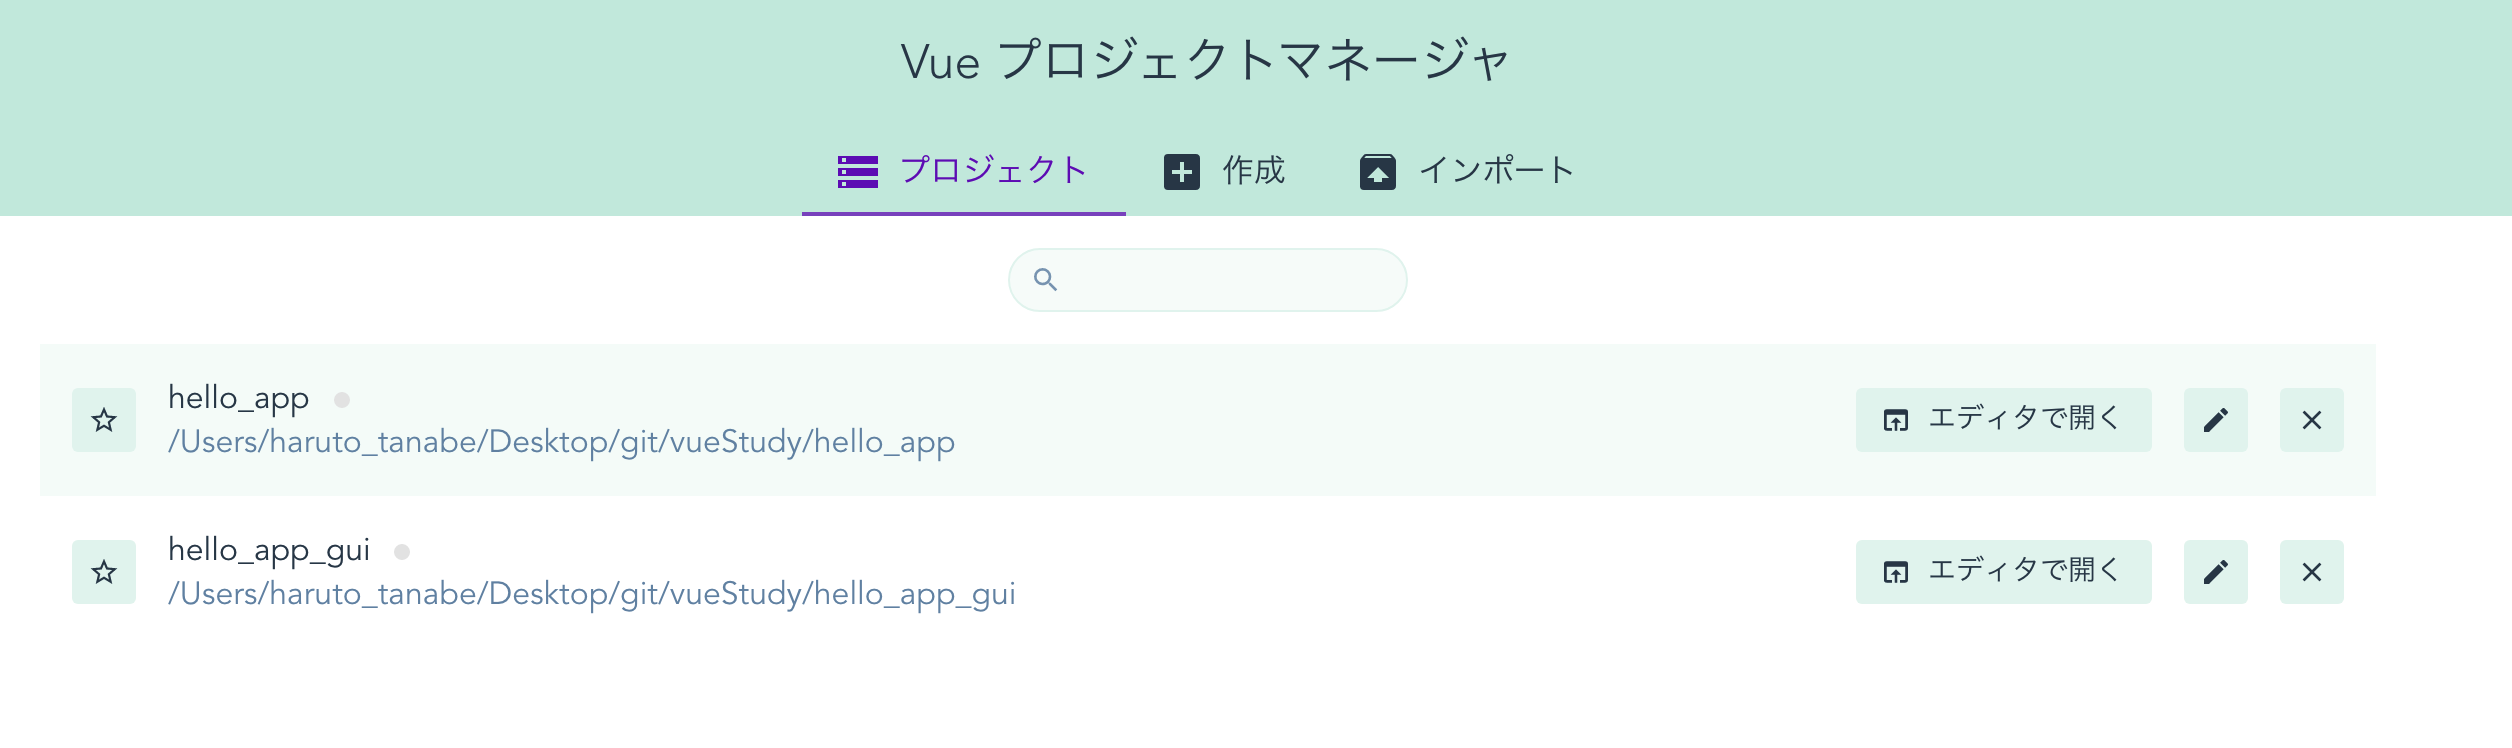 Vue プロジェクトマネージャ
プロジェクト 作成 インポート
hello_app
/Users/haruto_tanabe/Desktop/git/vueStudy/hello_app
エディタで開く
hello_app_gui
/Users/haruto_tanabe/Desktop/git/vueStudy/hello_app_gui
エディタで開く